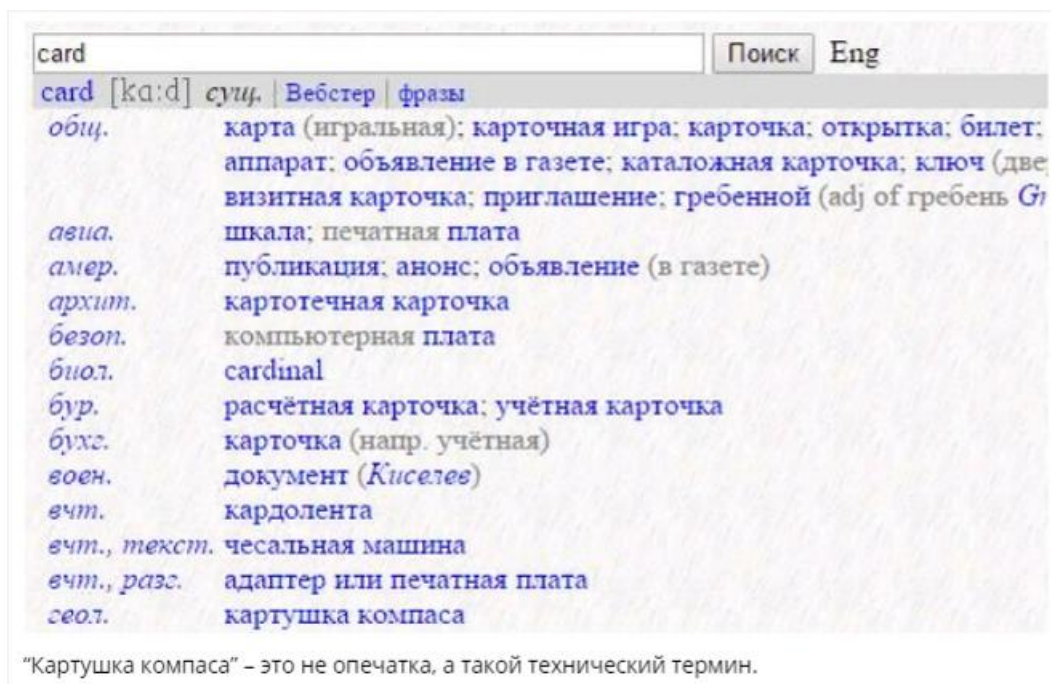 card Поиск Eng
card [kɑ:d] сущ. | Вебстер | фразы
общ. карта (игральная); карточная игра; карточка; открытка; билет;
аппарат; объявление в газете; каталожная карточка; ключ (две
визитная карточка; приглашение; гребенной (adj of гребень Gr
авиа. шкала; печатная плата
амер. публикация; анонс; объявление (в газете)
архит. картотечная карточка
безоп. компьютерная плата
биол. cardinal
бур. расчётная карточка; учётная карточка
бухг. карточка (напр. учётная)
воен. документ (Киселев)
вчт. кардолента
вчт., текст. чесальная машина
вчт., разг. адаптер или печатная плата
геол. картушка компаса
“Картушка компаса” – это не опечатка, а такой технический термин.